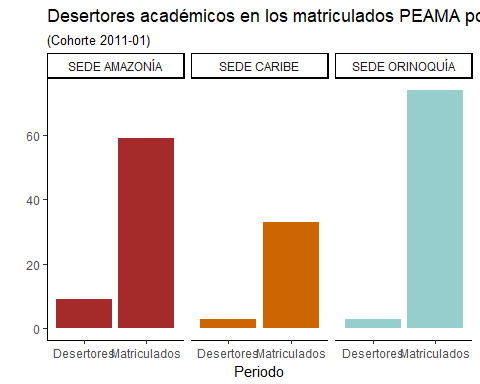 Desertores académicos en los matriculados PEAMA po
(Cohorte 2011-01)
SEDE AMAZONÍA SEDE CARIBE SEDE ORINOQUÍA
60
40
20
0
Desertores Matriculados Desertores Matriculados Desertores Matriculados
Periodo